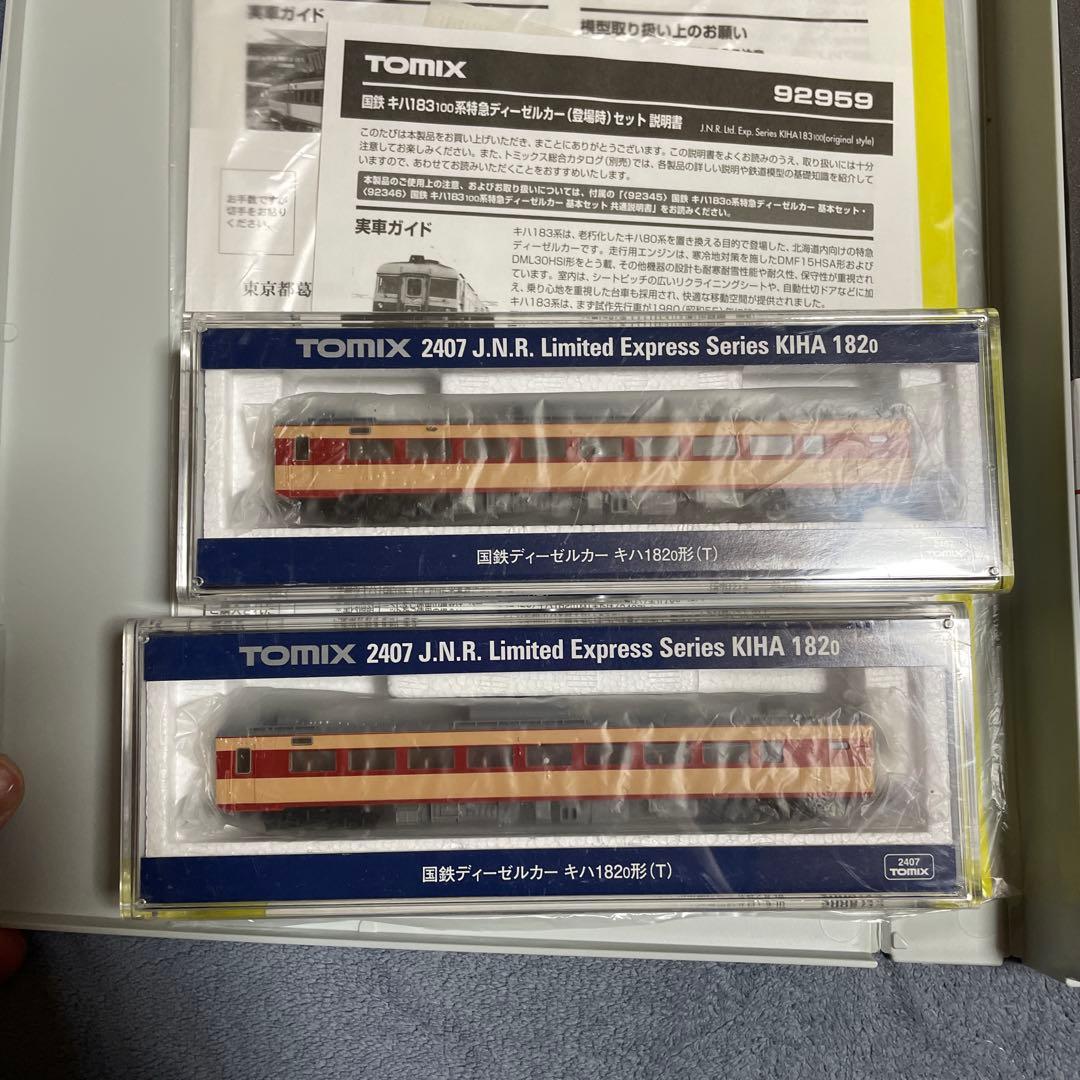 実車ガイド
模型取り扱い上のお願い
TOMIX
92959
国鉄 キハ183100系特急ディーゼルカー(登場時)セット 説明書
J.N.R. Ltd. Exp. Series KIHA183100(original style)
このたびは本製品をお買い上げいただき、まことにありがとうございます。この説明書をよくお読みのうえ、取り扱いには十分
注意してお楽しみください。また、トミックス総合カタログ(別売)では、各製品の詳しい説明や鉄道模型の基礎知識を紹介して
いますので、あわせてお読みいただくことをおすすめいたします。
本製品のご使用上の注意、およびお取り扱いについては、付属の「〈92345〉国鉄 キハ1830系特急ディーゼルカー 基本セット・
〈92346〉国鉄 キハ183100系特急ディーゼルカー 基本セット 共通説明書」をお読みください。
お手数ですが
切手をお貼り
ください。
東京都葛
実車ガイド
キハ183系は、老朽化したキハ80系を置き換える目的で登場した、北海道内向けの特急
ディーゼルカーです。走行用エンジンは、寒冷地対策を施したDMF15HSA形および
DML30HSI形をとう載、その他機器の設計も耐寒耐雪性能や耐久性、保守性が重視され
ています。室内は、シートピッチの広いリクライニングシートや、自動仕切ドアなどに加
え、乗り心地を重視した台車も採用され、快適な移動空間が提供されました。
キハ183系は、まず試作先行車が1980(昭和55)年に
TOMIX 2407 J.N.R. Limited Express Series KIHA 1820
国鉄ディーゼルカー キハ1820形(T)
2407
TOMIX
TOMIX 2407 J.N.R. Limited Express Series KIHA 1820
国鉄ディーゼルカー キハ1820形(T)
2407
TOMIX